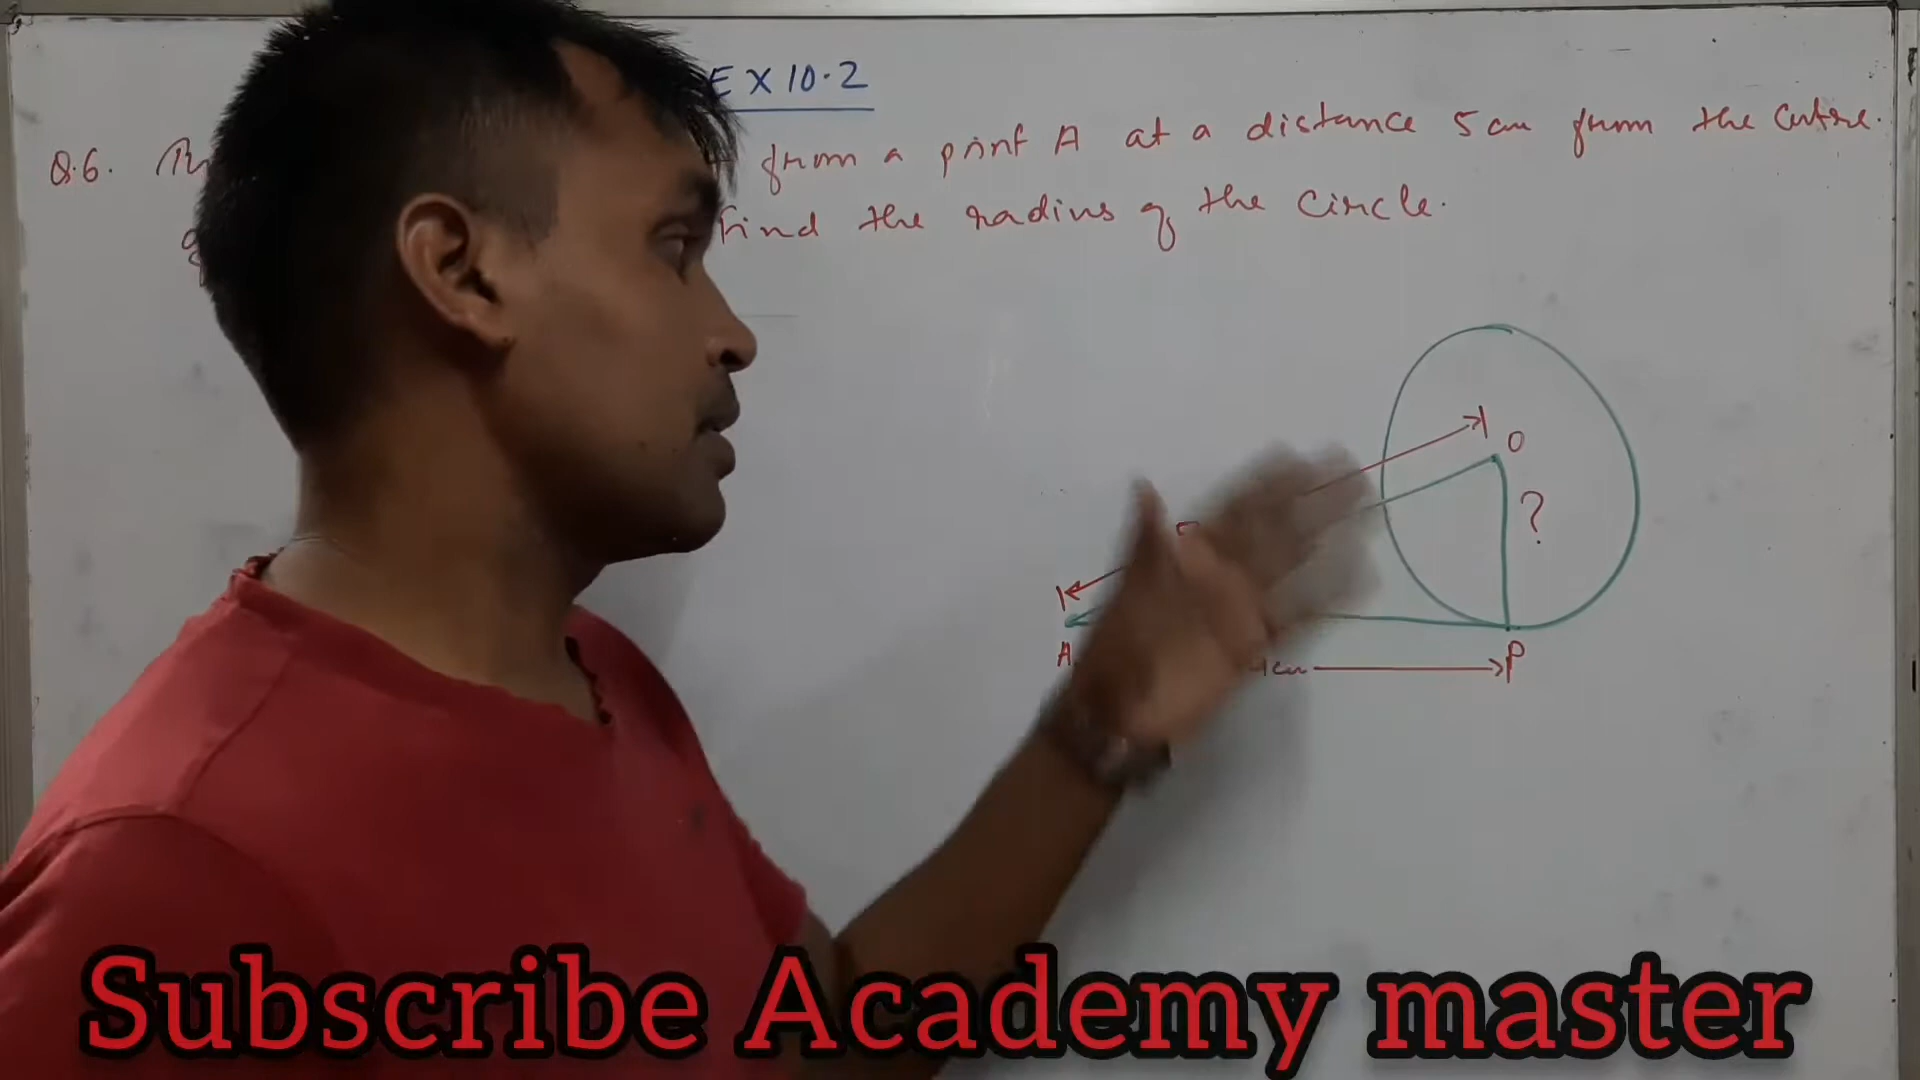 EX 10.2
Q.6. from a point A at a distance 5 cm from the Centre.
Find the radius of the Circle.
O
?
A
4cm
P
Subscribe Academy master